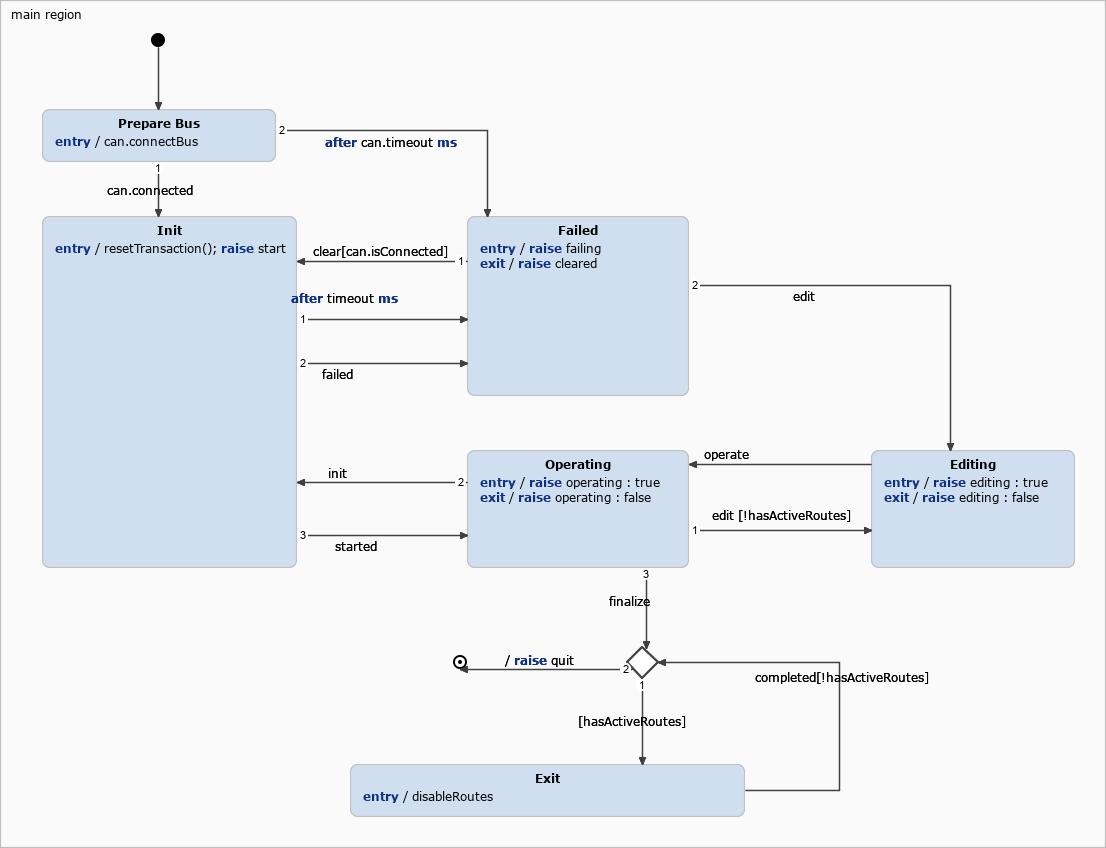 main region
Prepare Bus
entry / can.connectBus
2
after can.timeout ms
1
can.connected
Init
entry / resetTransaction(); raise start
Failed
entry / raise failing
exit / raise cleared
clear[can.isConnected]
1
after timeout ms
1
2
failed
2
edit
Operating
entry / raise operating : true
exit / raise operating : false
operate
Editing
entry / raise editing : true
exit / raise editing : false
init
2
edit [!hasActiveRoutes]
1
3
started
3
finalize
/ raise quit
2
1
completed[!hasActiveRoutes]
[hasActiveRoutes]
Exit
entry / disableRoutes